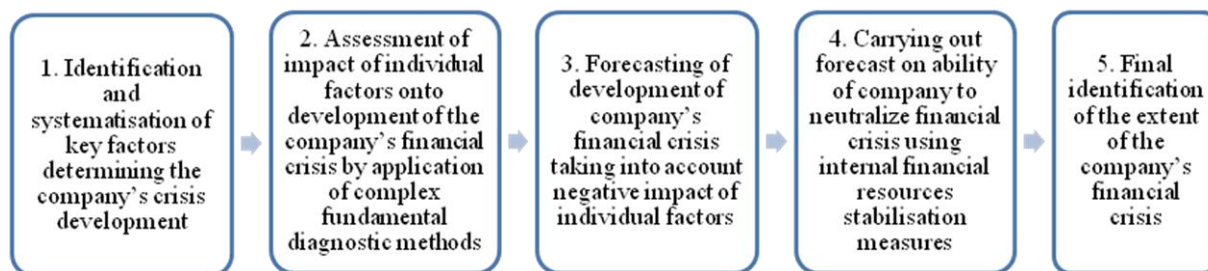 1. Identification
and
systematisation of
key factors
determining the
company's crisis
development
2. Assessment of
impact of individual
factors onto
development of the
company's financial
crisis by application
of complex
fundamental
diagnostic methods
3. Forecasting of
development of
company's
financial crisis
taking into account
negative impact of
individual factors
4. Carrying out
forecast on ability
of company to
neutralize financial
crisis using
internal financial
resources
stabilisation
measures
5. Final
identification
of the extent
of the
company's
financial
crisis